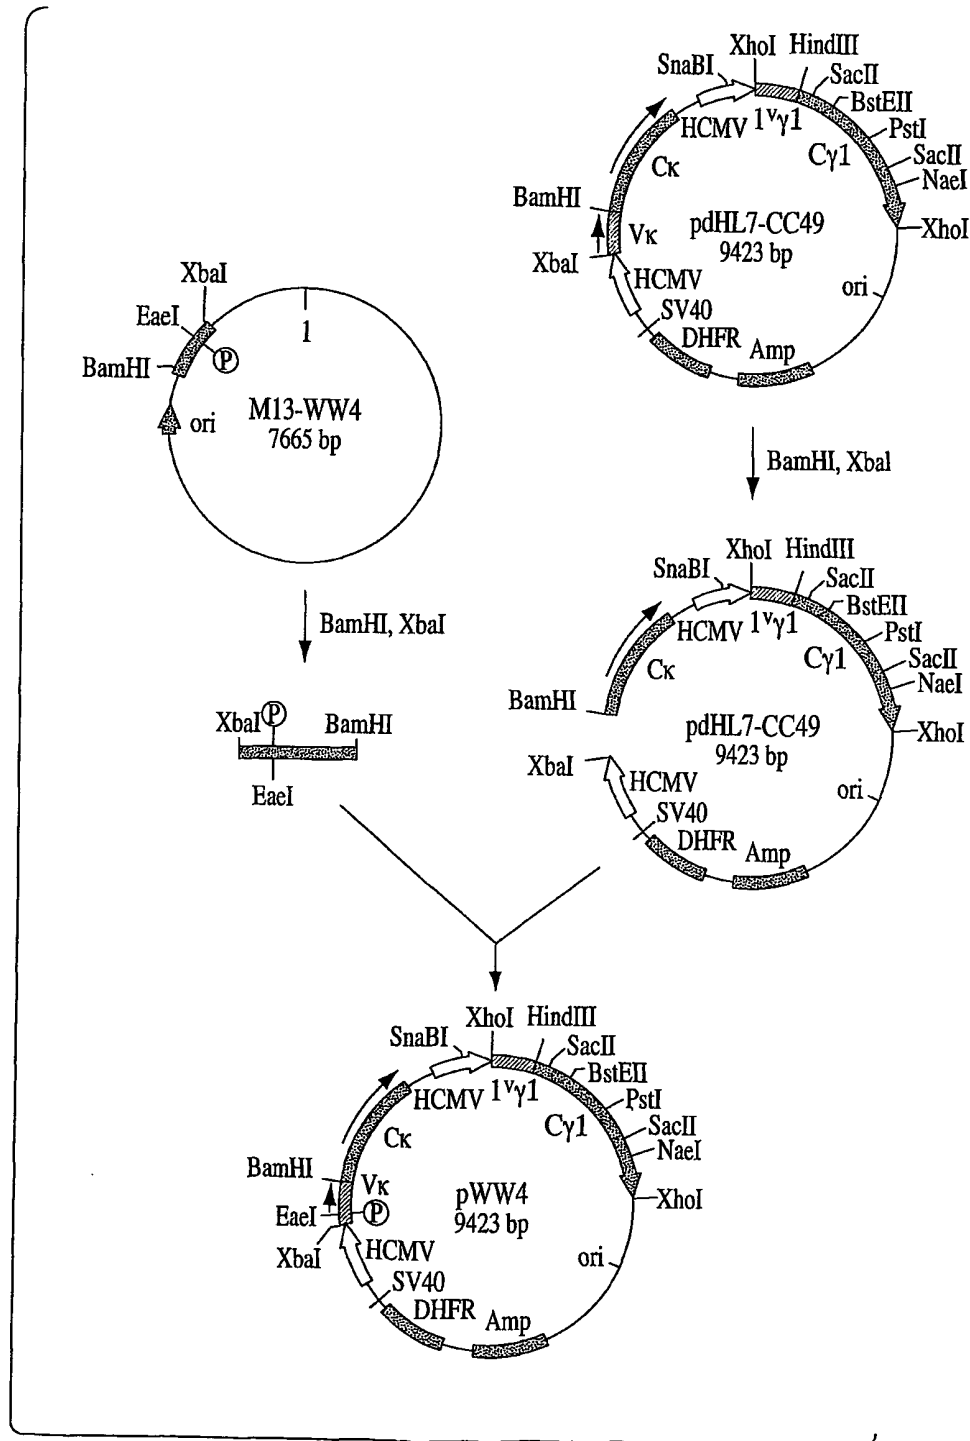 XhoI HindIII
SnaBI
SacII
BstEII
PstI
SacII
NaeI
XhoI
HCMV 1ᵛγ1
Cγ1
Cκ
BamHI
Vκ
pdHL7-CC49
9423 bp
XbaI
HCMV
SV40
DHFR
Amp
ori
XbaI
EaeI
P
BamHI
1
ori
M13-WW4
7665 bp
BamHI, XbaI
BamHI, XbaI
XbaI P BamHI
EaeI
XhoI HindIII
SnaBI
SacII
BstEII
PstI
SacII
NaeI
XhoI
HCMV 1ᵛγ1
Cγ1
Cκ
BamHI
pdHL7-CC49
9423 bp
XbaI
HCMV
SV40
DHFR
Amp
ori
XhoI HindIII
SnaBI
SacII
BstEII
PstI
SacII
NaeI
XhoI
HCMV 1ᵛγ1
Cγ1
Cκ
BamHI
Vκ
EaeI P
XbaI
pWW4
9423 bp
HCMV
SV40
DHFR
Amp
ori